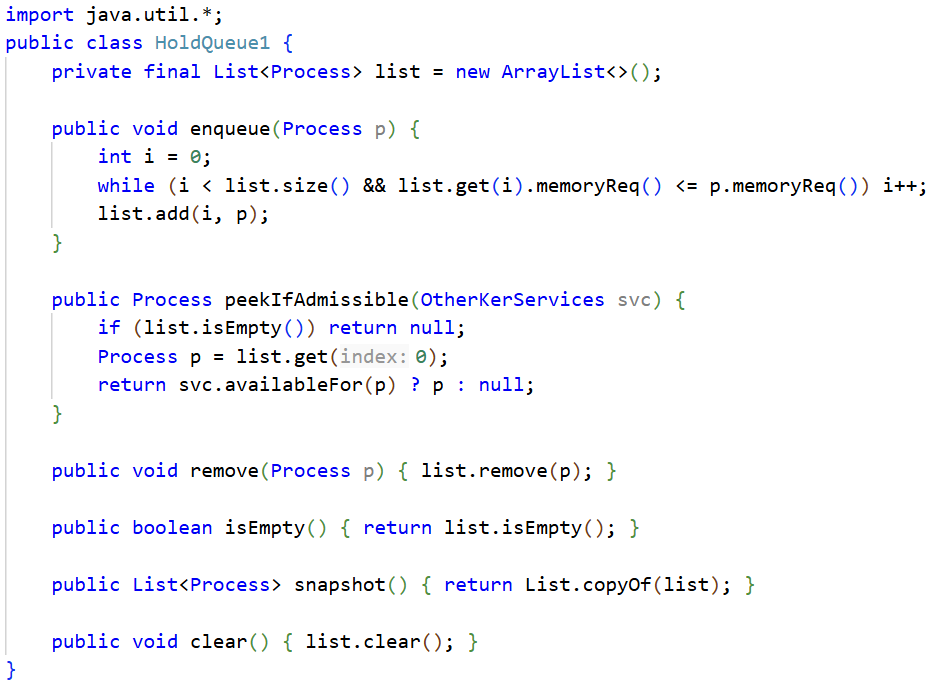 import java.util.*;
public class HoldQueue1 {
    private final List<Process> list = new ArrayList<>();

    public void enqueue(Process p) {
        int i = 0;
        while (i < list.size() && list.get(i).memoryReq() <= p.memoryReq()) i++;
        list.add(i, p);
    }

    public Process peekIfAdmissible(OtherKerServices svc) {
        if (list.isEmpty()) return null;
        Process p = list.get(index: 0);
        return svc.availableFor(p) ? p : null;
    }

    public void remove(Process p) { list.remove(p); }

    public boolean isEmpty() { return list.isEmpty(); }

    public List<Process> snapshot() { return List.copyOf(list); }

    public void clear() { list.clear(); }
}